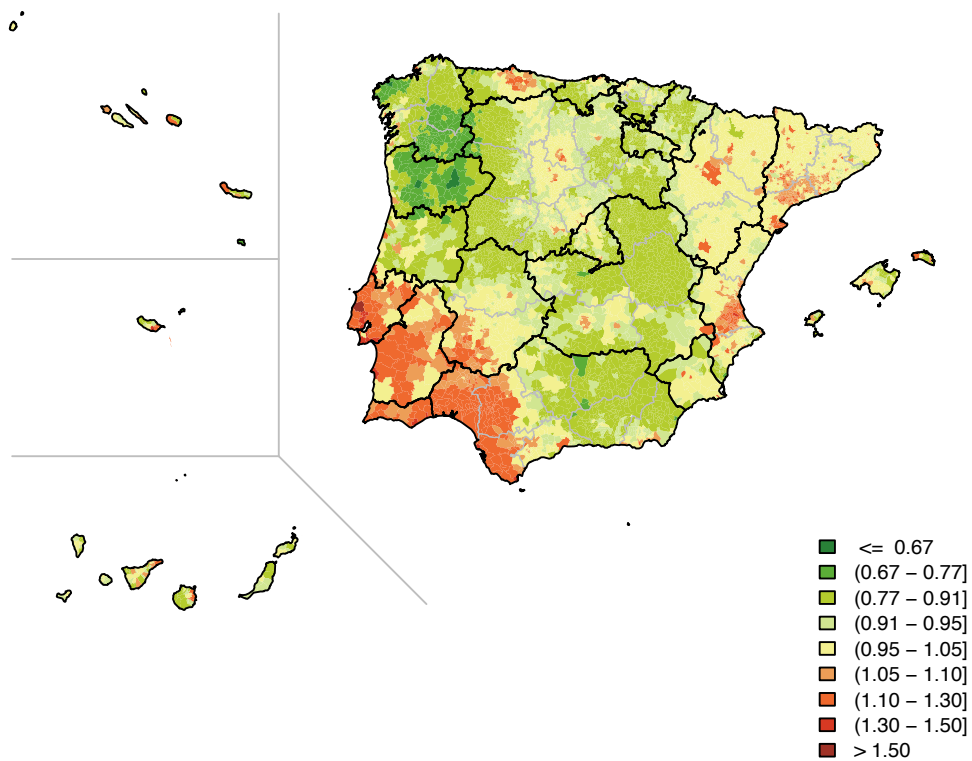 <= 0.67
(0.67 – 0.77]
(0.77 – 0.91]
(0.91 – 0.95]
(0.95 – 1.05]
(1.05 – 1.10]
(1.10 – 1.30]
(1.30 – 1.50]
> 1.50